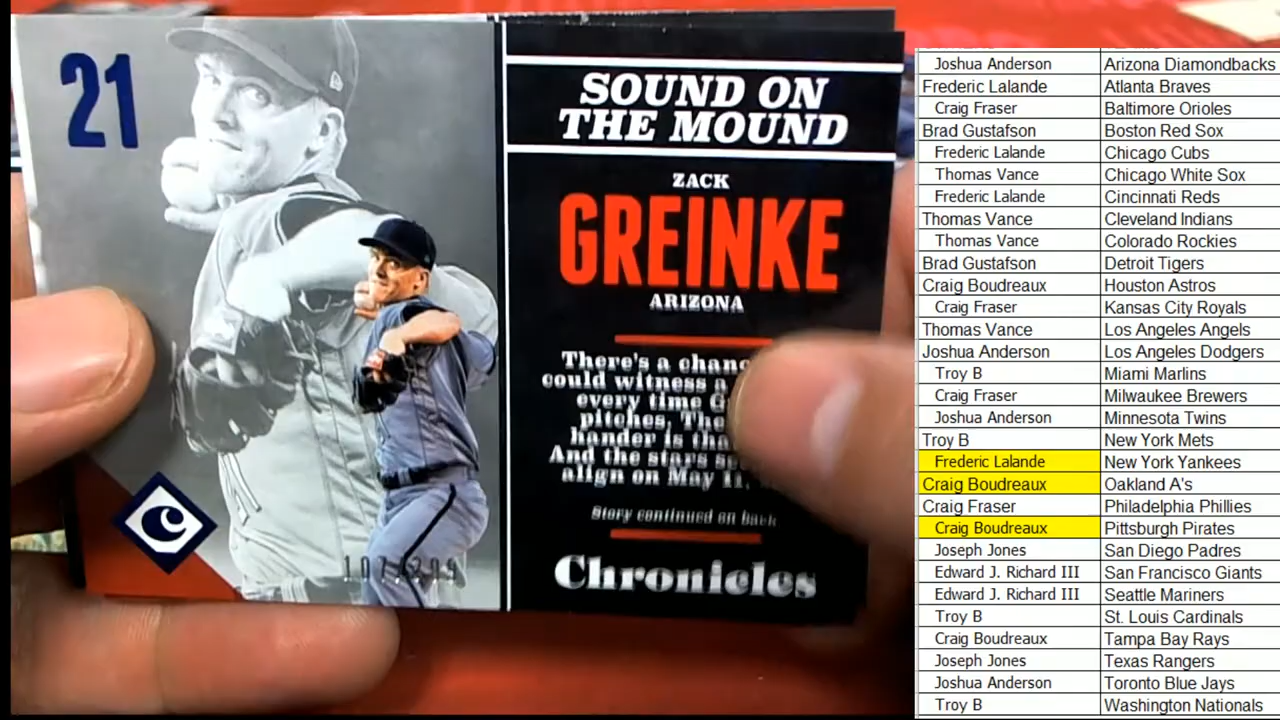 21
SOUND ON
THE MOUND
ZACK
GREINKE
ARIZONA
There's a chanc
could witness a
every time G
pitches. The
hander is tha
And the stars
align on May 11,
Story continued on back
Chronicles
C
Joshua Anderson Arizona Diamondbacks
Frederic Lalande Atlanta Braves
Craig Fraser Baltimore Orioles
Brad Gustafson Boston Red Sox
Frederic Lalande Chicago Cubs
Thomas Vance Chicago White Sox
Frederic Lalande Cincinnati Reds
Thomas Vance Cleveland Indians
Thomas Vance Colorado Rockies
Brad Gustafson Detroit Tigers
Craig Boudreaux Houston Astros
Craig Fraser Kansas City Royals
Thomas Vance Los Angeles Angels
Joshua Anderson Los Angeles Dodgers
Troy B Miami Marlins
Craig Fraser Milwaukee Brewers
Joshua Anderson Minnesota Twins
Troy B New York Mets
Frederic Lalande New York Yankees
Craig Boudreaux Oakland A's
Craig Fraser Philadelphia Phillies
Craig Boudreaux Pittsburgh Pirates
Joseph Jones San Diego Padres
Edward J. Richard III San Francisco Giants
Edward J. Richard III Seattle Mariners
Troy B St. Louis Cardinals
Craig Boudreaux Tampa Bay Rays
Joseph Jones Texas Rangers
Joshua Anderson Toronto Blue Jays
Troy B Washington Nationals